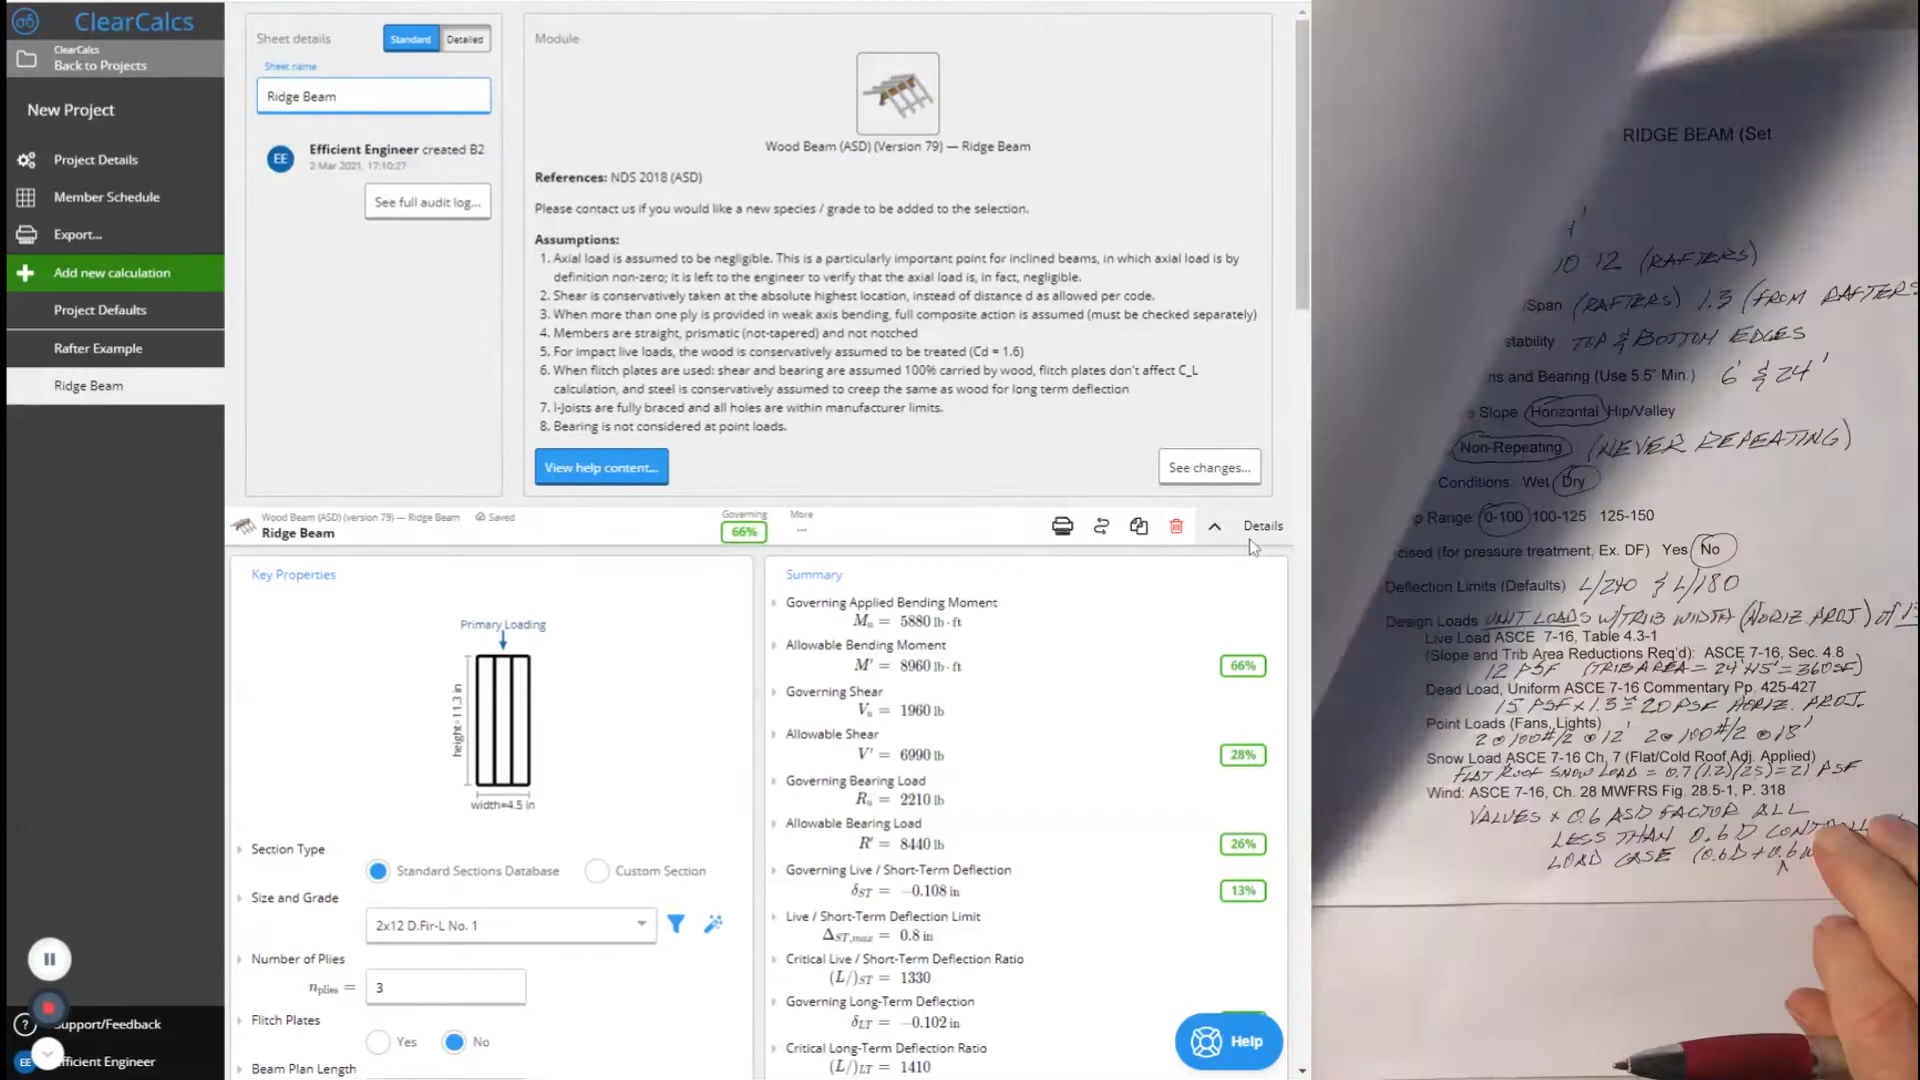 ClearCalcs
ClearCalcs
Back to Projects
New Project
Project Details
Member Schedule
Export...
Add new calculation
Project Defaults
Rafter Example
Ridge Beam
? Support/Feedback
EE Efficient Engineer
Sheet details
Standard Detailed
Sheet name
Ridge Beam
EE
Efficient Engineer created B2
2 Mar 2021, 17:10:27
See full audit log...
Module
Wood Beam (ASD) (Version 79) — Ridge Beam
References: NDS 2018 (ASD)
Please contact us if you would like a new species / grade to be added to the selection.
Assumptions:
1. Axial load is assumed to be negligible. This is a particularly important point for inclined beams, in which axial load is by
definition non-zero; it is left to the engineer to verify that the axial load is, in fact, negligible.
2. Shear is conservatively taken at the absolute highest location, instead of distance d as allowed per code.
3. When more than one ply is provided in weak axis bending, full composite action is assumed (must be checked separately)
4. Members are straight, prismatic (not-tapered) and not notched
5. For impact live loads, the wood is conservatively assumed to be treated (Cd = 1.6)
6. When flitch plates are used: shear and bearing are assumed 100% carried by wood, flitch plates don't affect C_L
calculation, and steel is conservatively assumed to creep the same as wood for long term deflection
7. I-Joists are fully braced and all holes are within manufacturer limits.
8. Bearing is not considered at point loads.
View help content...
See changes...
Wood Beam (ASD) (version 79) — Ridge Beam Saved
Ridge Beam
Governing
66%
More
...
Details
Key Properties
Primary Loading
height=11.3 in
width=4.5 in
Section Type
Standard Sections Database Custom Section
Size and Grade
2x12 D.Fir-L No. 1
Number of Plies
nplies = 3
Flitch Plates
Yes No
Beam Plan Length
Summary
Governing Applied Bending Moment
Mu = 5880 lb·ft
Allowable Bending Moment
M' = 8960 lb·ft 66%
Governing Shear
Vu = 1960 lb
Allowable Shear
V' = 6990 lb 28%
Governing Bearing Load
Ru = 2210 lb
Allowable Bearing Load
R' = 8440 lb 26%
Governing Live / Short-Term Deflection
δST = −0.108 in 13%
Live / Short-Term Deflection Limit
ΔST,max = 0.8 in
Critical Live / Short-Term Deflection Ratio
(L/)ST = 1330
Governing Long-Term Deflection
δLT = −0.102 in
Critical Long-Term Deflection Ratio
(L/)LT = 1410
Help
RIDGE BEAM (Set
10 12 (RAFTERS)
Span (RAFTERS) 1.3 (FROM RAFTERS
stability TOP & BOTTOM EDGES
ns and Bearing (Use 5.5" Min.) 6' & 24'
Slope Horizontal Hip/Valley
Non-Repeating (NEVER REPEATING)
Conditions: Wet Dry
p Range: 0-100 100-125 125-150
cised (for pressure treatment, Ex. DF) Yes No
Deflection Limits (Defaults) L/240 & L/180
Design Loads UNIT LOADS W/TRIB WIDTH (HORIZ. PROJ.) of
Live Load ASCE 7-16, Table 4.3-1
(Slope and Trib Area Reductions Req'd): ASCE 7-16, Sec. 4.8
12 PSF (TRIB AREA = 24'x15' = 360SF)
Dead Load, Uniform ASCE 7-16 Commentary Pp. 425-427
15 PSF x 1.3 = 20 PSF HORIZ. PROJ.
Point Loads (Fans, Lights)
2 @ 100#/2 @ 12' 2 @ 100#/2 @ 18'
Snow Load ASCE 7-16 Ch. 7 (Flat/Cold Roof Adj. Applied)
FLAT ROOF SNOW LOAD = 0.7(1.2)(25) = 21 PSF
Wind: ASCE 7-16, Ch. 28 MWFRS Fig. 28.5-1, P. 318
VALUES x 0.6 ASD FACTOR ALL
LESS THAN 0.6 D
LOAD CASE (0.6D + 0.6W